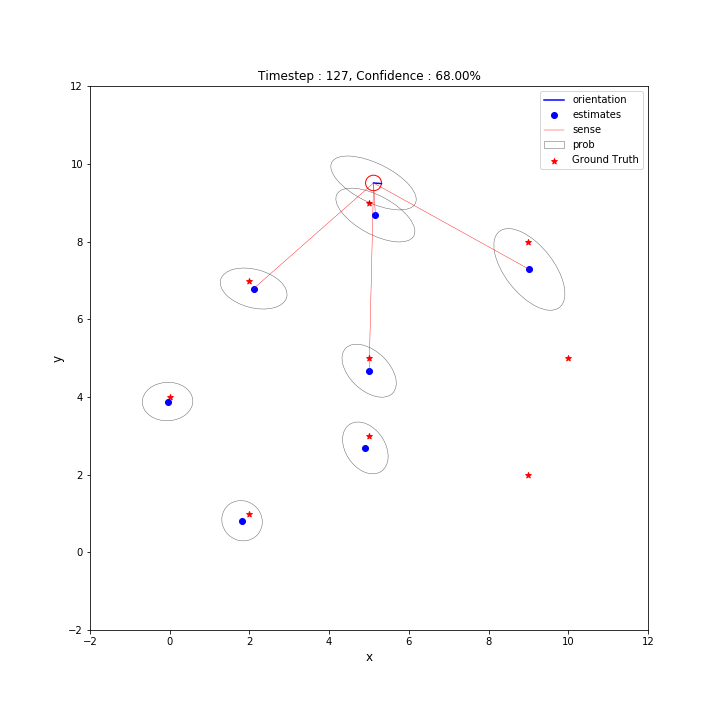 Timestep : 127, Confidence : 68.00%
12
10
8
6
4
2
0
−2
y
−2
0
2
4
6
8
10
12
x
orientation
estimates
sense
prob
Ground Truth